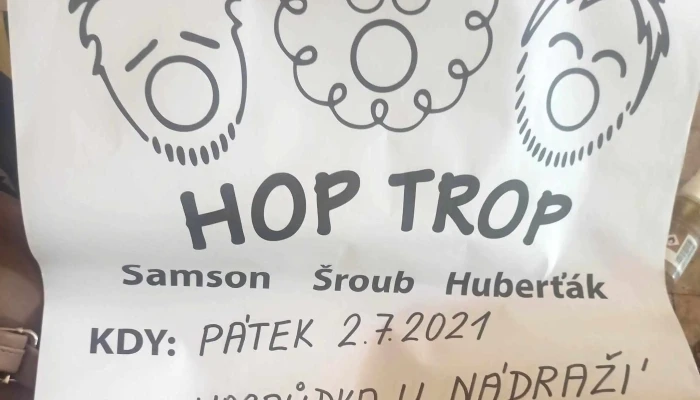 HOP TROP
Samson Šroub Huberťák
KDY: PÁTEK 2.7.2021
U NÁDRAŽÍ